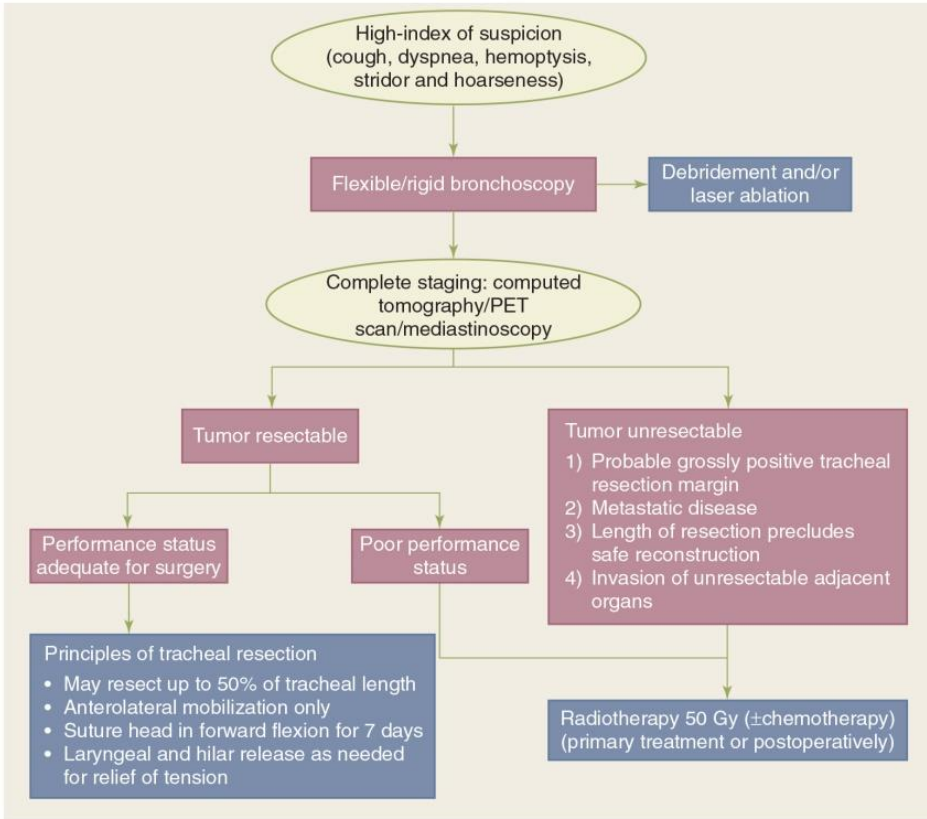 High-index of suspicion
(cough, dyspnea, hemoptysis,
stridor and hoarseness)
Flexible/rigid bronchoscopy
Debridement and/or
laser ablation
Complete staging: computed
tomography/PET
scan/mediastinoscopy
Tumor resectable
Tumor unresectable
1) Probable grossly positive tracheal
resection margin
2) Metastatic disease
3) Length of resection precludes
safe reconstruction
4) Invasion of unresectable adjacent
organs
Performance status
adequate for surgery
Poor performance
status
Principles of tracheal resection
• May resect up to 50% of tracheal length
• Anterolateral mobilization only
• Suture head in forward flexion for 7 days
• Laryngeal and hilar release as needed
for relief of tension
Radiotherapy 50 Gy (±chemotherapy)
(primary treatment or postoperatively)